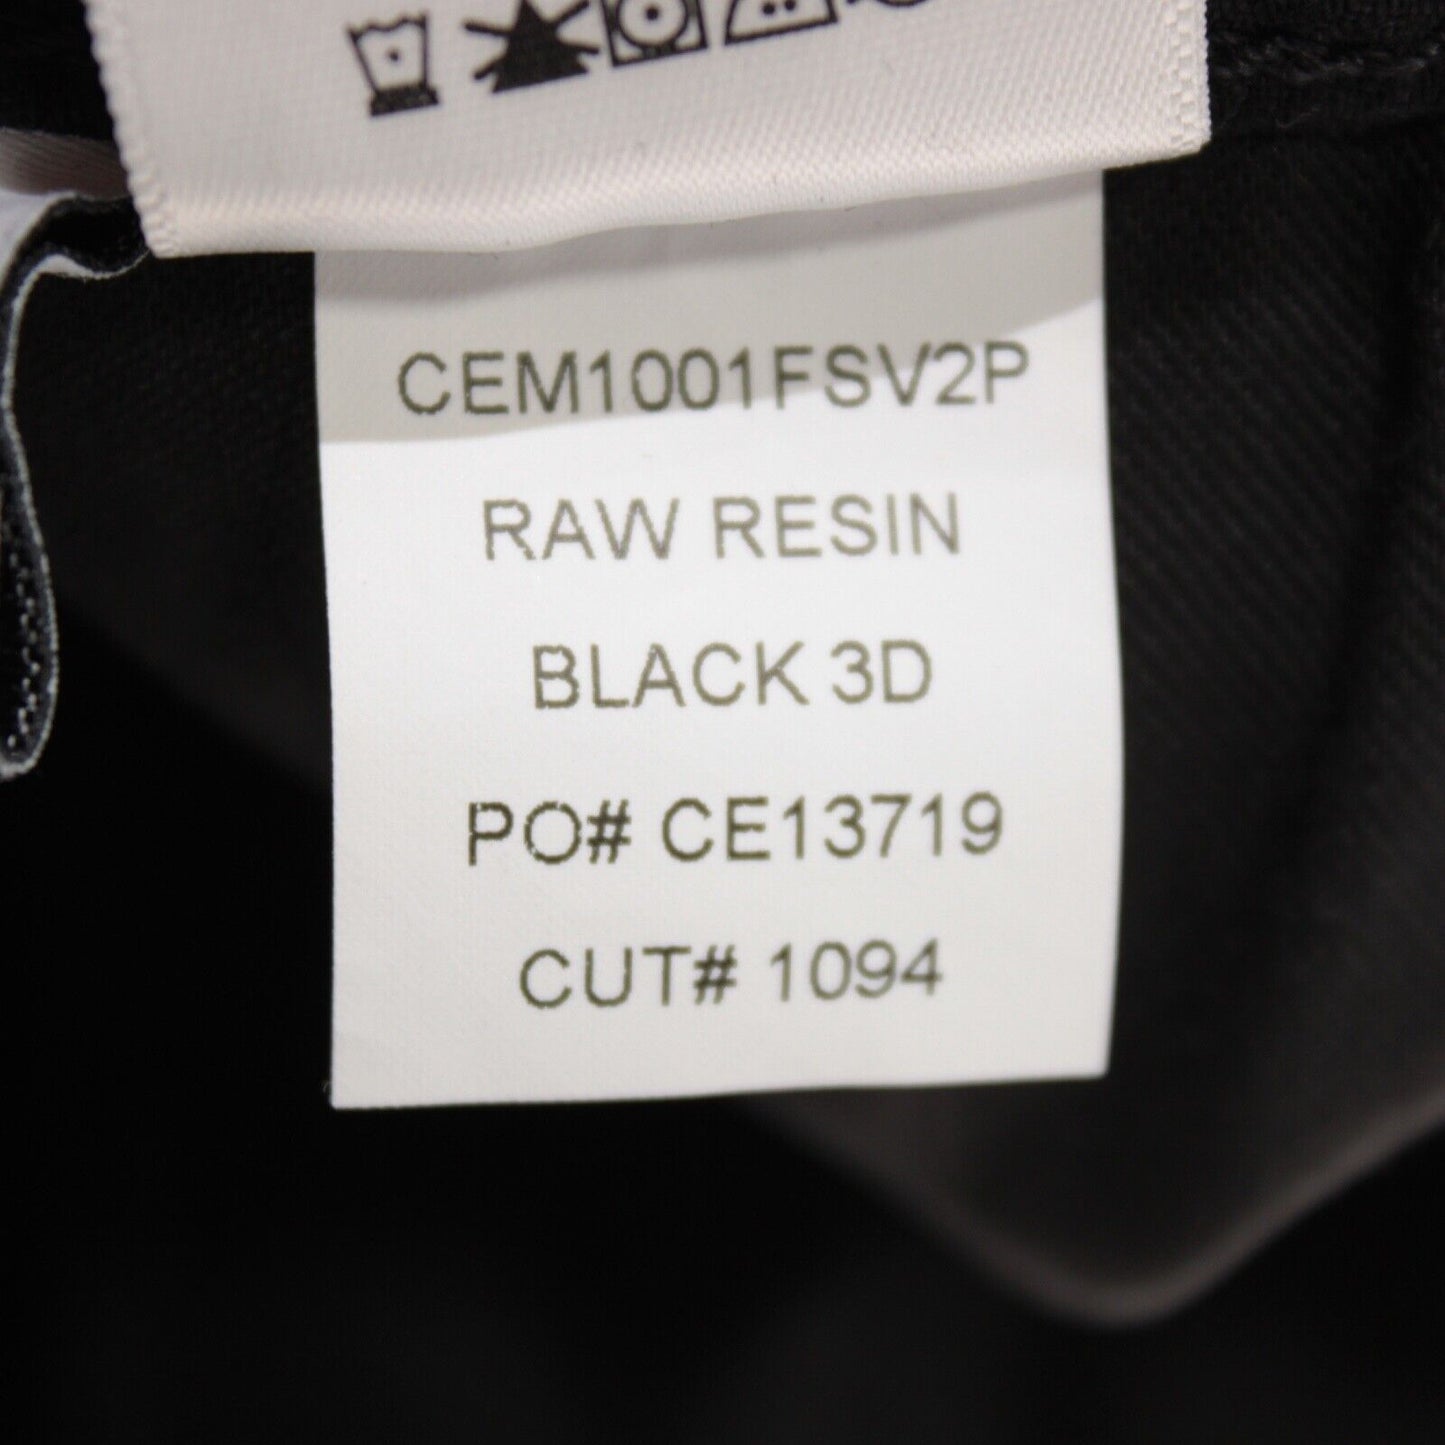 CEM1001FSV2P
RAW RESIN
BLACK 3D
PO# CE13719
CUT# 1094